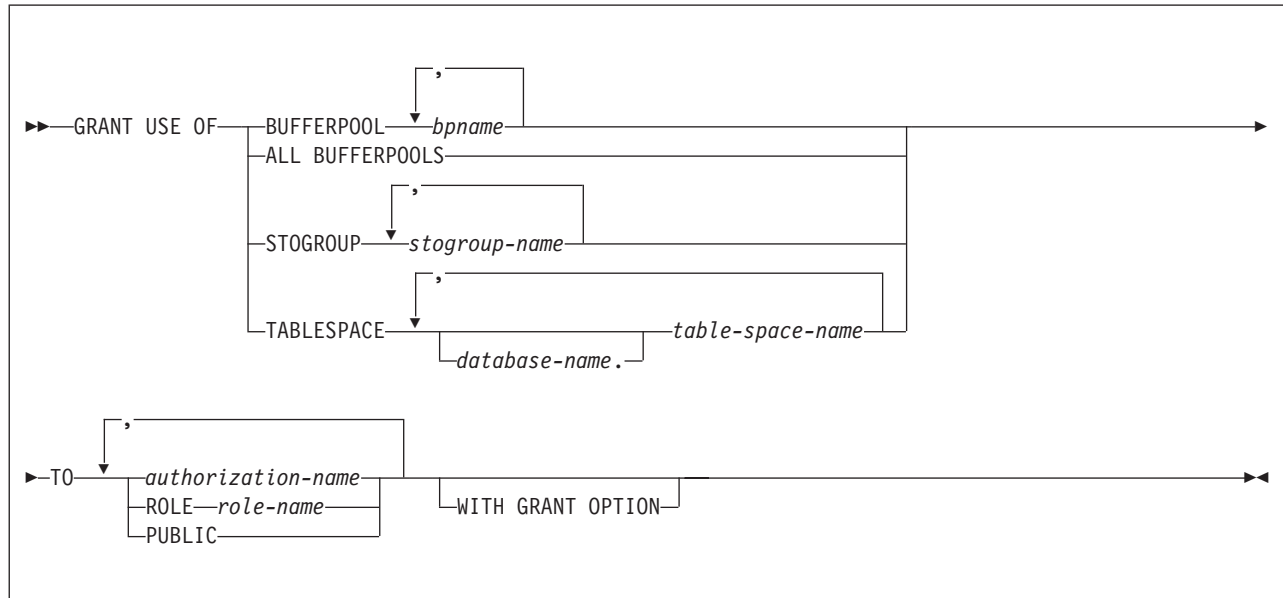 ,
GRANT USE OF BUFFERPOOL bpname
ALL BUFFERPOOLS
,
STOGROUP stogroup-name
,
TABLESPACE table-space-name
database-name.
,
TO authorization-name
ROLE role-name WITH GRANT OPTION
PUBLIC